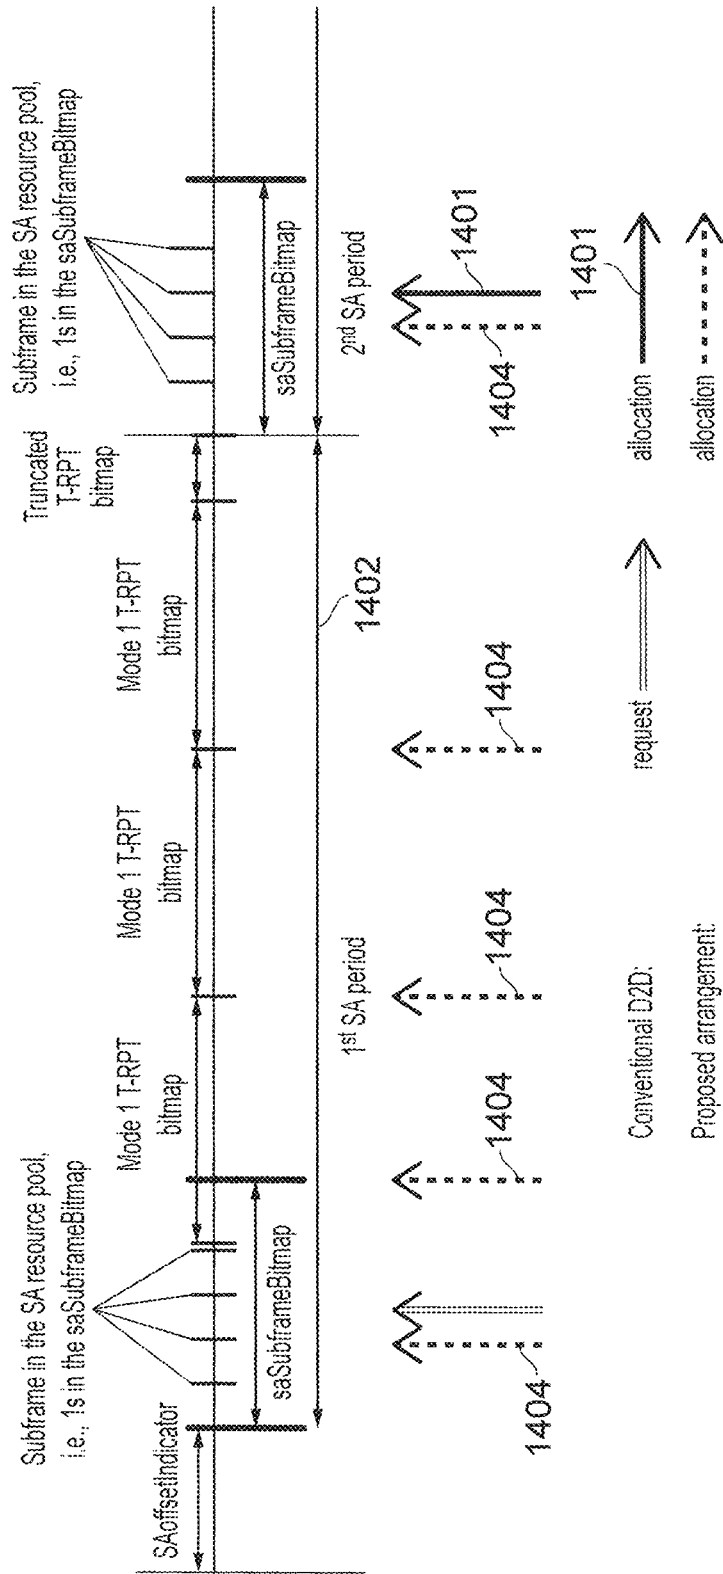 SAoffsetIndicator
Subframe in the SA resource pool,
i.e., 1s in the saSubframeBitmap
Mode 1 T-RPT
bitmap
Mode 1 T-RPT
bitmap
Mode 1 T-RPT
bitmap
Truncated
T-RPT
bitmap
Subframe in the SA resource pool,
i.e., 1s in the saSubframeBitmap
saSubframeBitmap
saSubframeBitmap
1st SA period
1402
2nd SA period
1404
1404
1404
1404
1404
1401
Conventional D2D:
request
allocation
1401
Proposed arrangement:
allocation